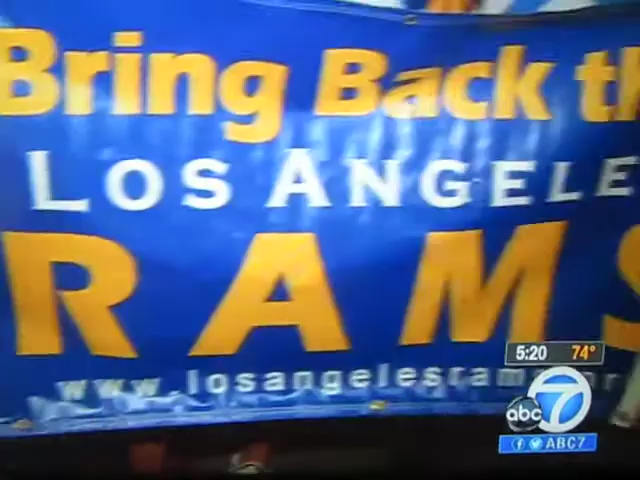 Bring Back th
LOS ANGELE
RAMS
www.losangelesram
5:20 74°
abc 7
ABC7